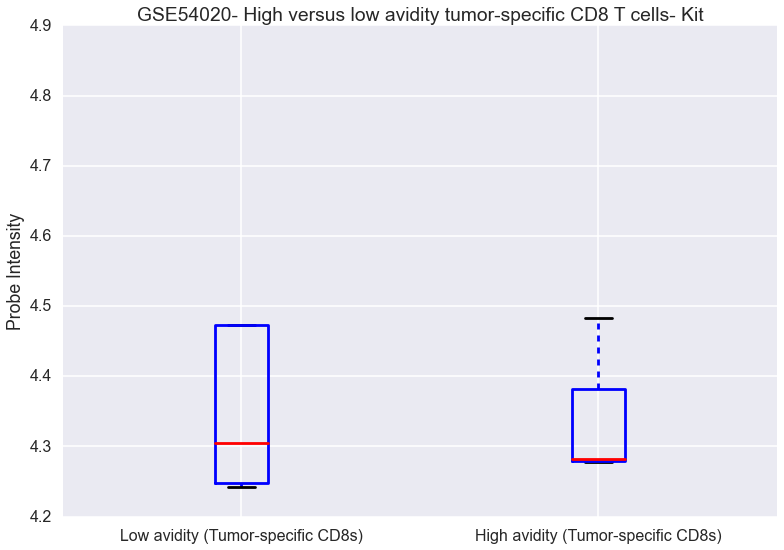 GSE54020- High versus low avidity tumor-specific CD8 T cells- Kit
4.9
4.8
4.7
4.6
4.5
4.4
4.3
4.2
Probe Intensity
Low avidity (Tumor-specific CD8s)
High avidity (Tumor-specific CD8s)